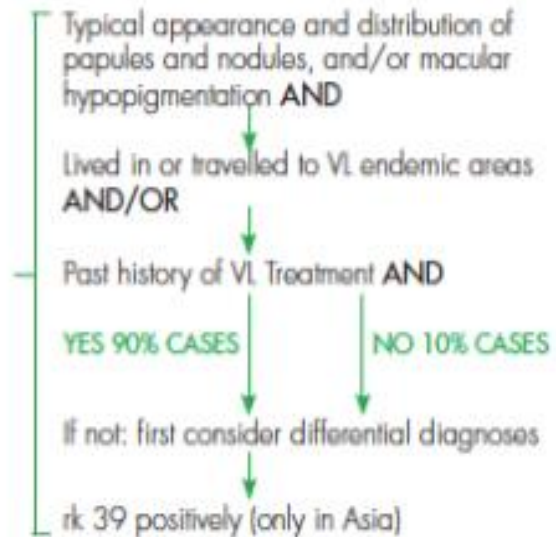 Typical appearance and distribution of
papules and nodules, and/or macular
hypopigmentation AND
Lived in or travelled to VL endemic areas
AND/OR
Past history of VL Treatment AND
YES 90% CASES
NO 10% CASES
If not: first consider differential diagnoses
rk 39 positively (only in Asia)